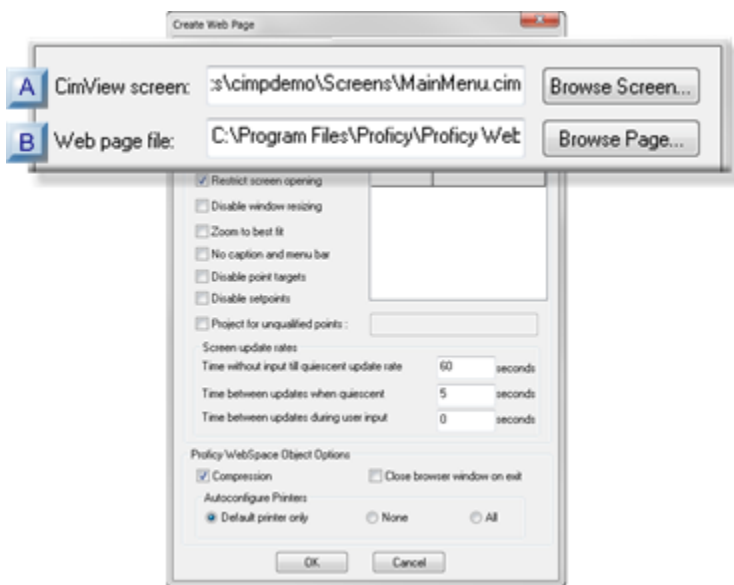 Create Web Page
A CimView screen: :s\cimpdemo\Screens\MainMenu.cim Browse Screen...
B Web page file: C:\Program Files\Proficy\Proficy Web Browse Page...
Restrict screen opening
Disable window resizing
Zoom to best fit
No caption and menu bar
Disable point targets
Disable setpoints
Project for unqualified points :
Screen update rates
Time without input till quiescent update rate 60 seconds
Time between updates when quiescent 5 seconds
Time between updates during user input 0 seconds
Proficy WebSpace Object Options
Compression Close browser window on exit
Autoconfigure Printers
Default printer only None All
OK Cancel